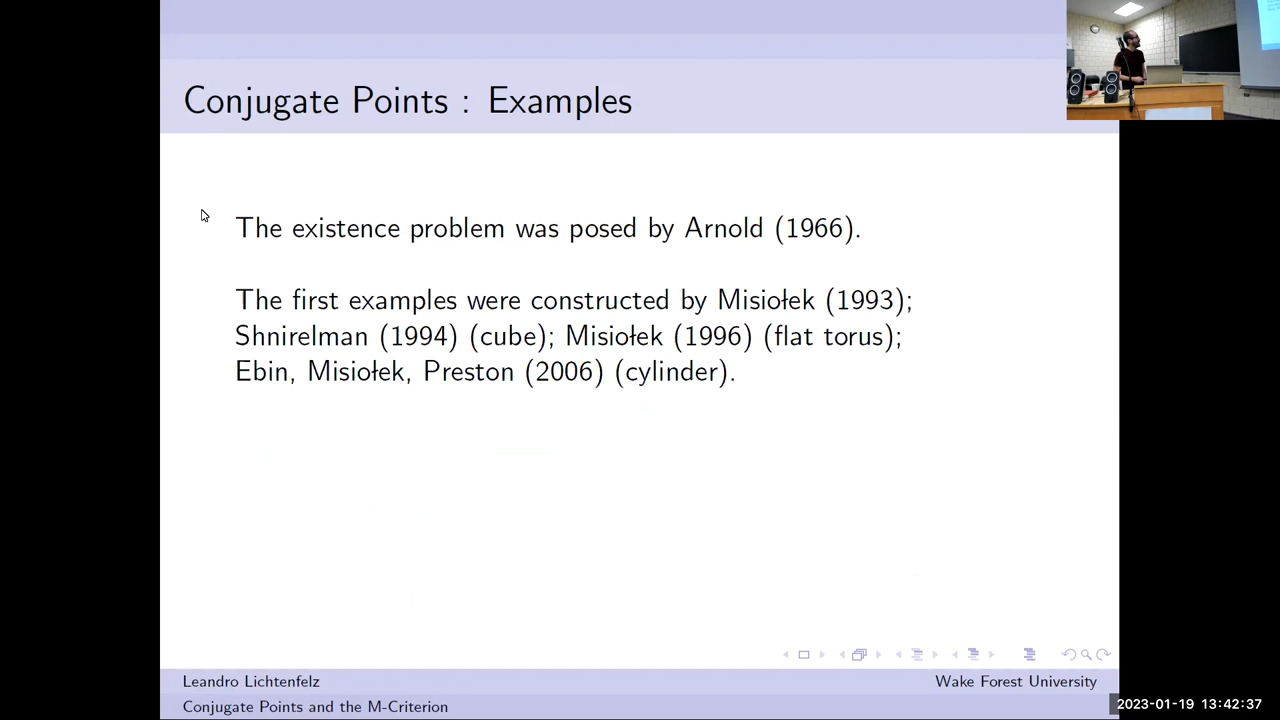 Conjugate Points : Examples
The existence problem was posed by Arnold (1966).
The first examples were constructed by Misiołek (1993);
Shnirelman (1994) (cube); Misiołek (1996) (flat torus);
Ebin, Misiołek, Preston (2006) (cylinder).
Leandro Lichtenfelz
Wake Forest University
Conjugate Points and the M-Criterion
2023-01-19 13:42:37